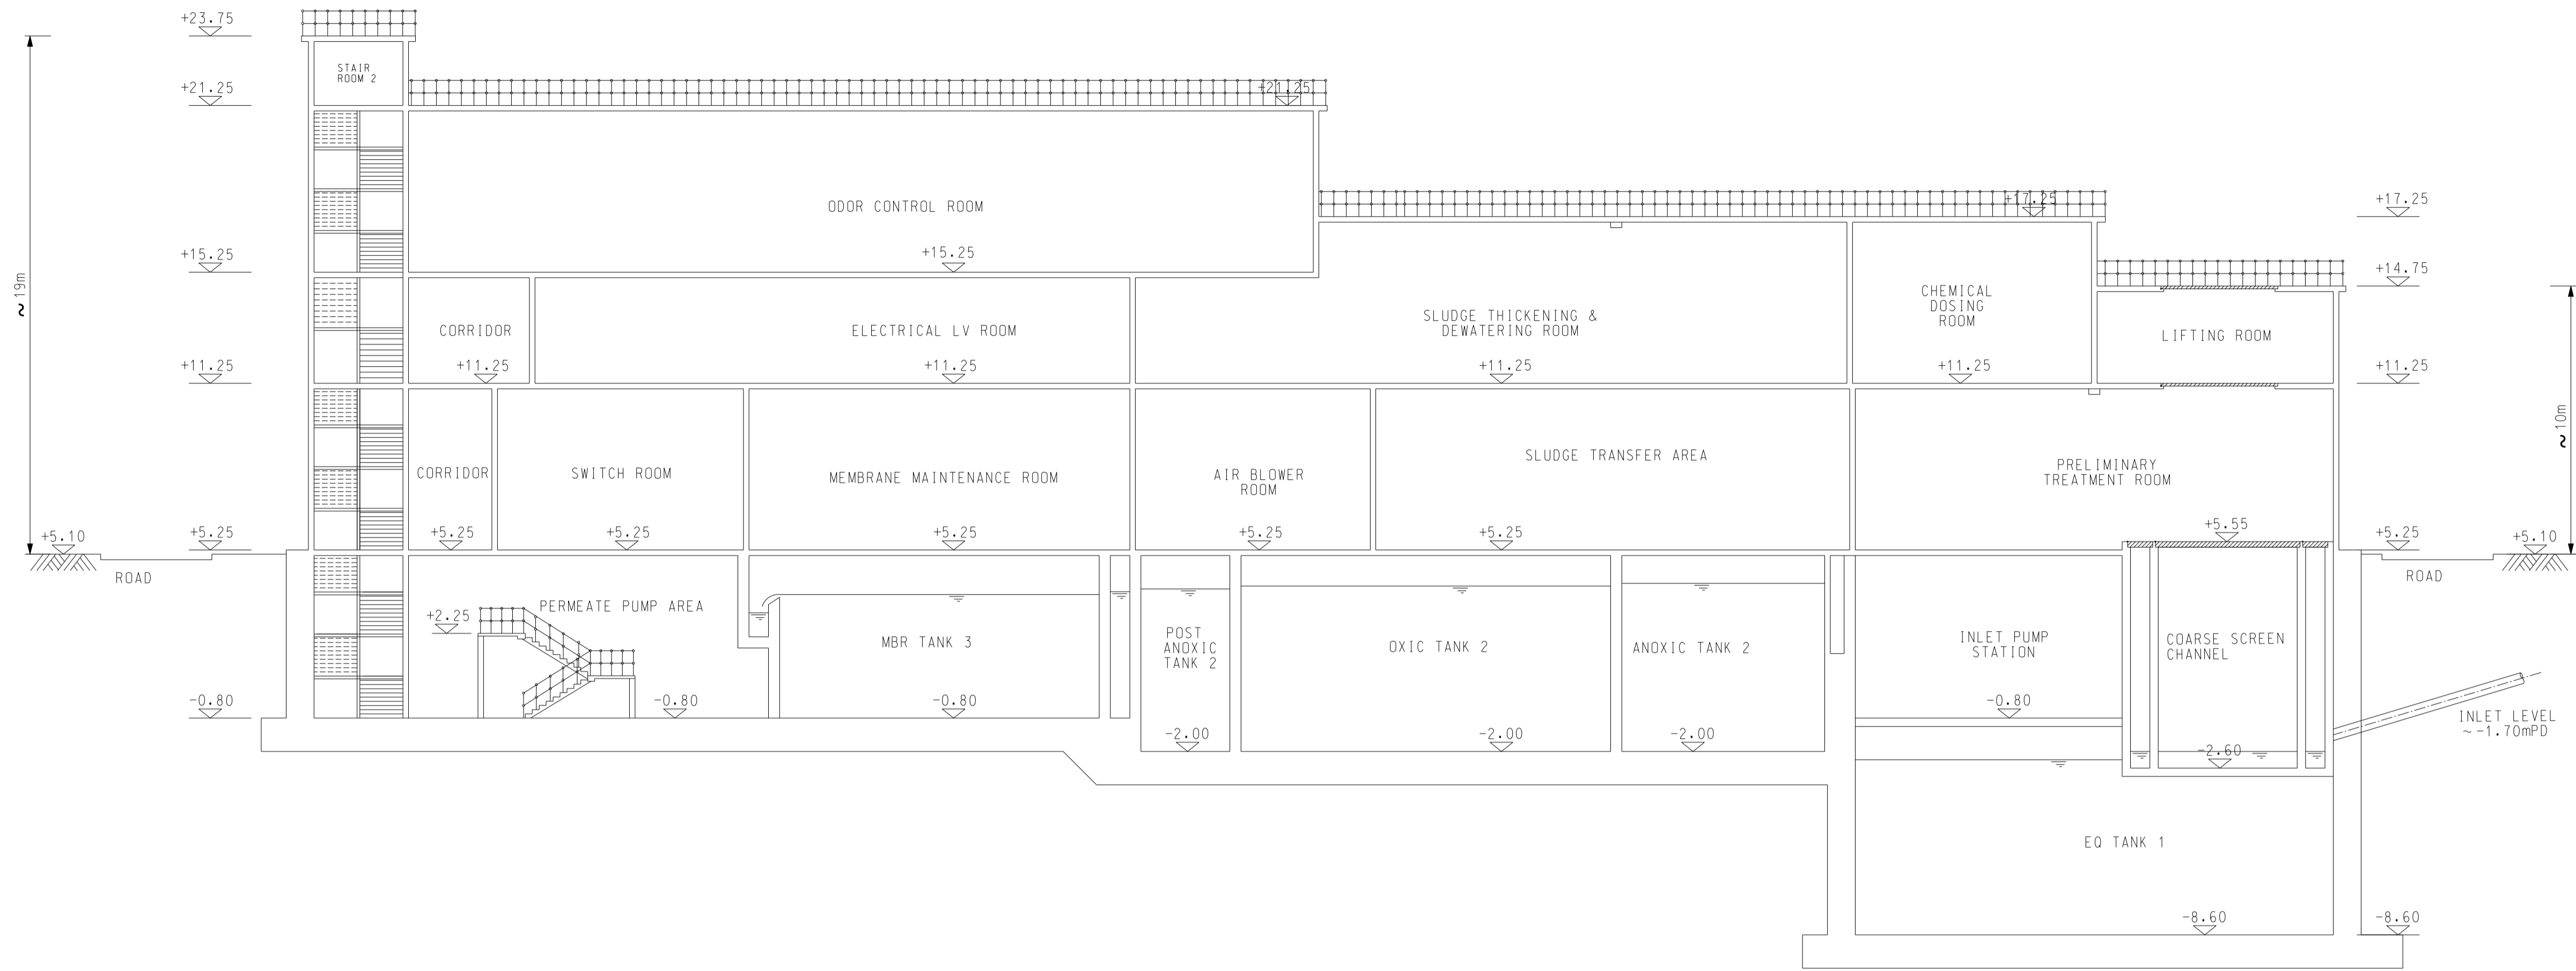 +23.75
STAIR
ROOM 2
+21.25
+21.25
ODOR CONTROL ROOM
+17.25
+17.25
+15.25
+15.25
~19m
+14.75
CHEMICAL
DOSING
ROOM
SLUDGE THICKENING &
DEWATERING ROOM
CORRIDOR
ELECTRICAL LV ROOM
LIFTING ROOM
+11.25
+11.25
+11.25
+11.25
+11.25
+11.25
~10m
CORRIDOR
SWITCH ROOM
MEMBRANE MAINTENANCE ROOM
AIR BLOWER
ROOM
SLUDGE TRANSFER AREA
PRELIMINARY
TREATMENT ROOM
+5.10
+5.25
+5.25
+5.25
+5.25
+5.25
+5.25
+5.55
+5.25
+5.10
ROAD
ROAD
+2.25
PERMEATE PUMP AREA
MBR TANK 3
POST
ANOXIC
TANK 2
OXIC TANK 2
ANOXIC TANK 2
INLET PUMP
STATION
COARSE SCREEN
CHANNEL
-0.80
-0.80
-0.80
-0.80
-2.00
-2.00
-2.00
-2.60
INLET LEVEL
~-1.70mPD
EQ TANK 1
-8.60
-8.60